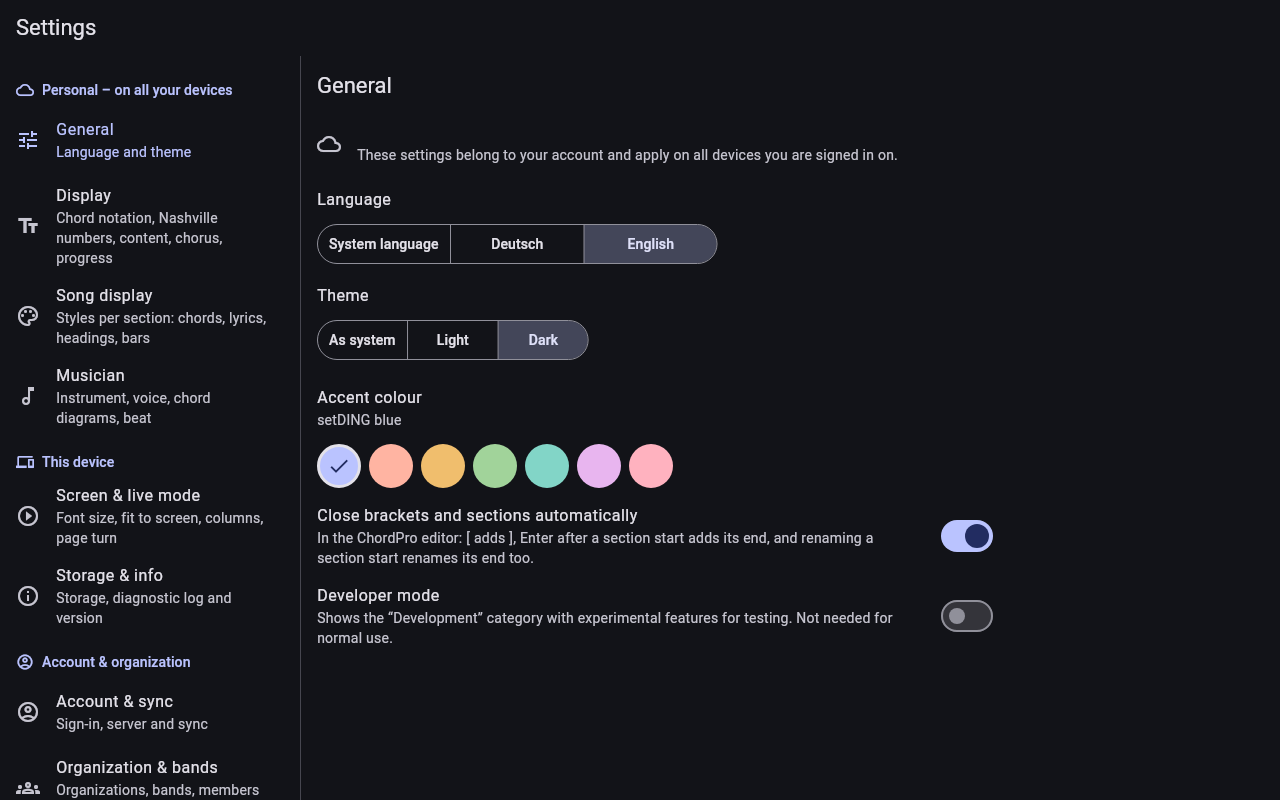 Settings
Personal – on all your devices
General
Language and theme
Display
Chord notation, Nashville
numbers, content, chorus,
progress
Song display
Styles per section: chords, lyrics,
headings, bars
Musician
Instrument, voice, chord
diagrams, beat
This device
Screen & live mode
Font size, fit to screen, columns,
page turn
Storage & info
Storage, diagnostic log and
version
Account & organization
Account & sync
Sign-in, server and sync
Organization & bands
Organizations, bands, members
General
These settings belong to your account and apply on all devices you are signed in on.
Language
System language Deutsch English
Theme
As system Light Dark
Accent colour
setDING blue
Close brackets and sections automatically
In the ChordPro editor: [ adds ], Enter after a section start adds its end, and renaming a
section start renames its end too.
Developer mode
Shows the “Development” category with experimental features for testing. Not needed for
normal use.